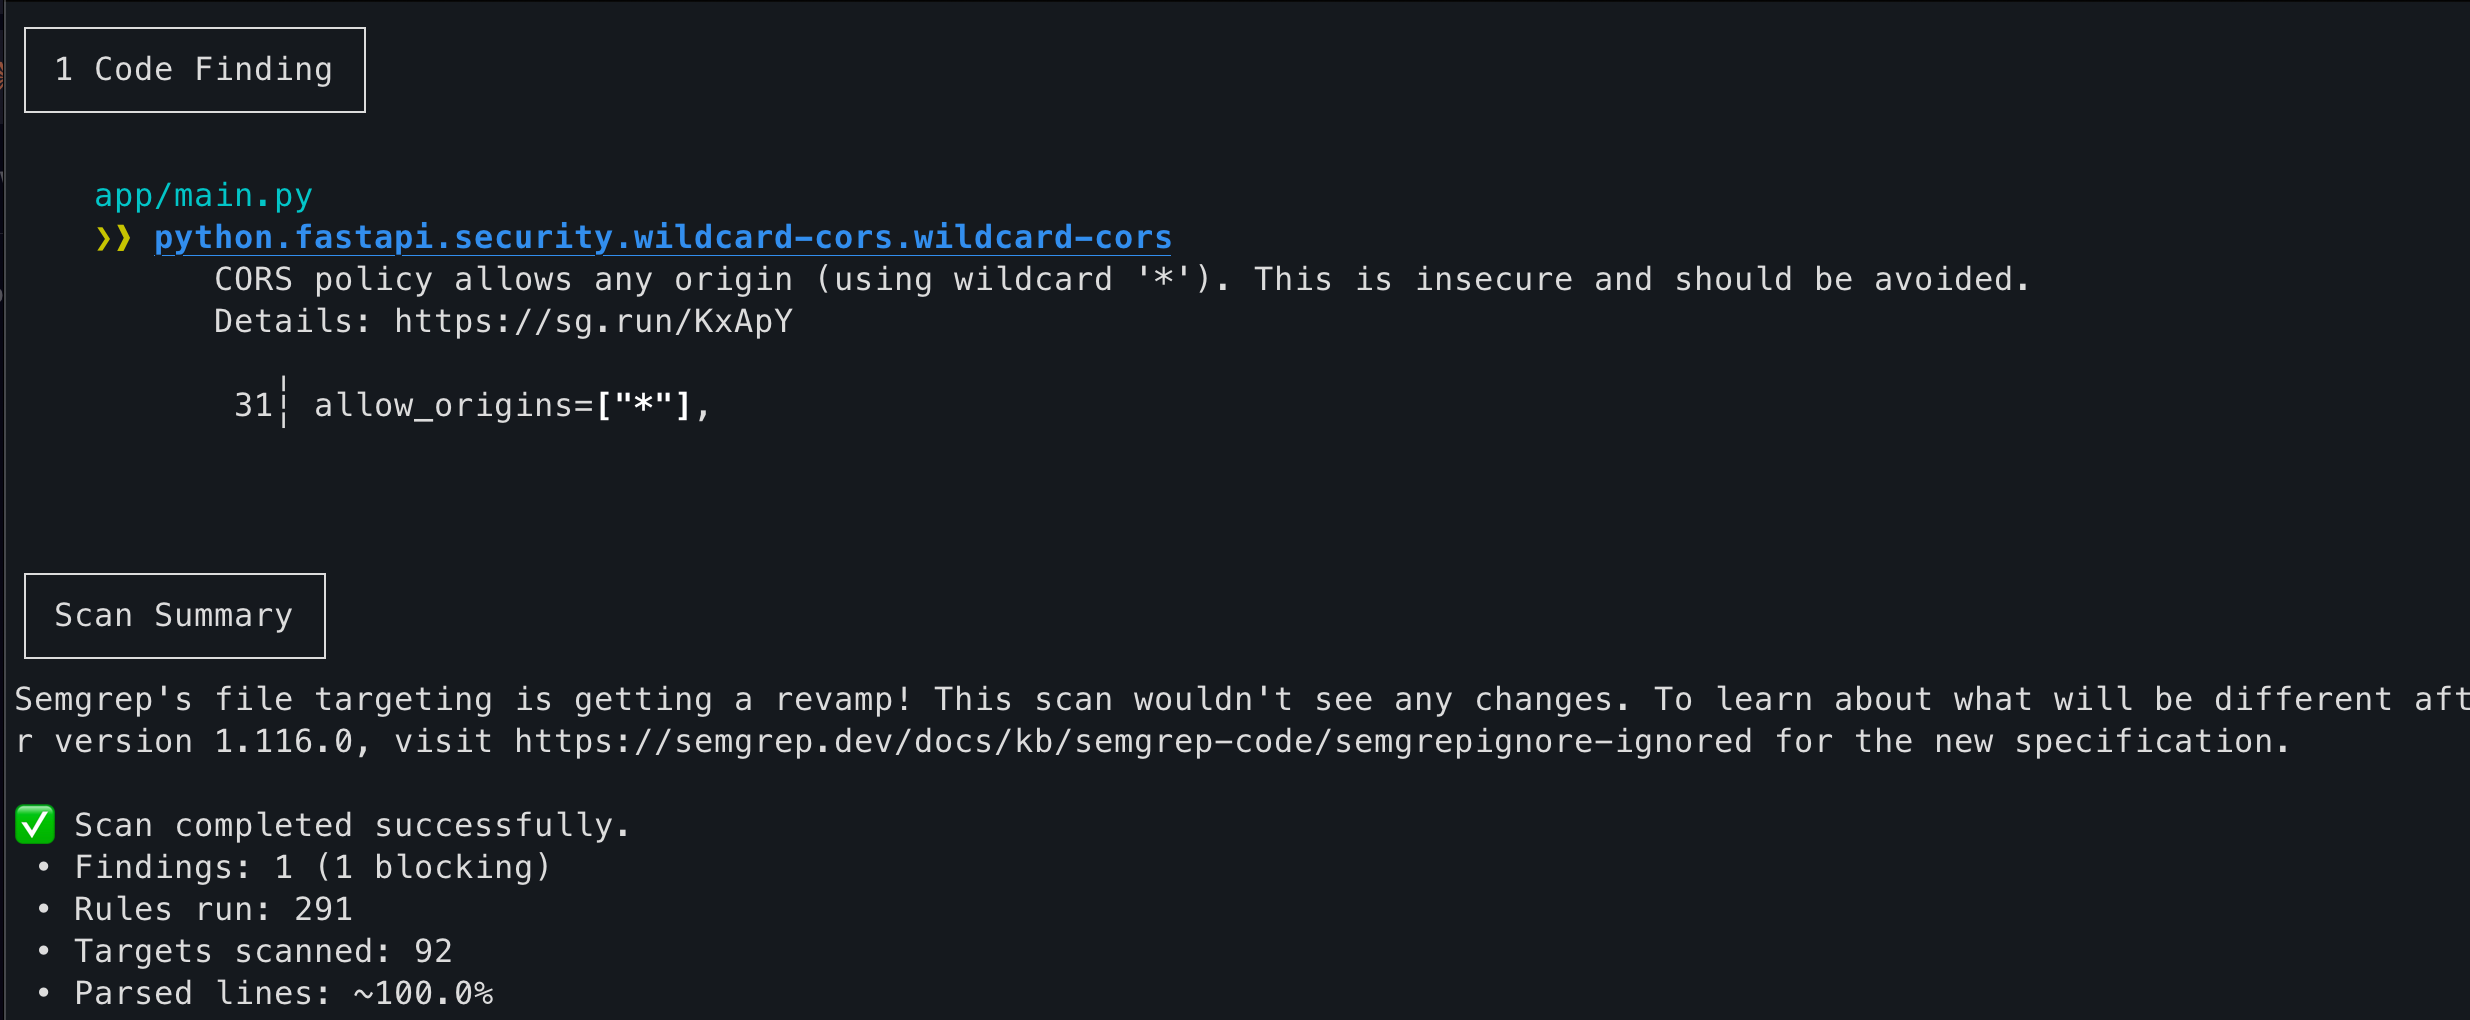 1 Code Finding
app/main.py
❯❱ python.fastapi.security.wildcard-cors.wildcard-cors
CORS policy allows any origin (using wildcard '*'). This is insecure and should be avoided.
Details: https://sg.run/KxApY
31┆ allow_origins=["*"],
Scan Summary
Semgrep's file targeting is getting a revamp! This scan wouldn't see any changes. To learn about what will be different aft
r version 1.116.0, visit https://semgrep.dev/docs/kb/semgrep-code/semgrepignore-ignored for the new specification.
✅ Scan completed successfully.
• Findings: 1 (1 blocking)
• Rules run: 291
• Targets scanned: 92
• Parsed lines: ~100.0%